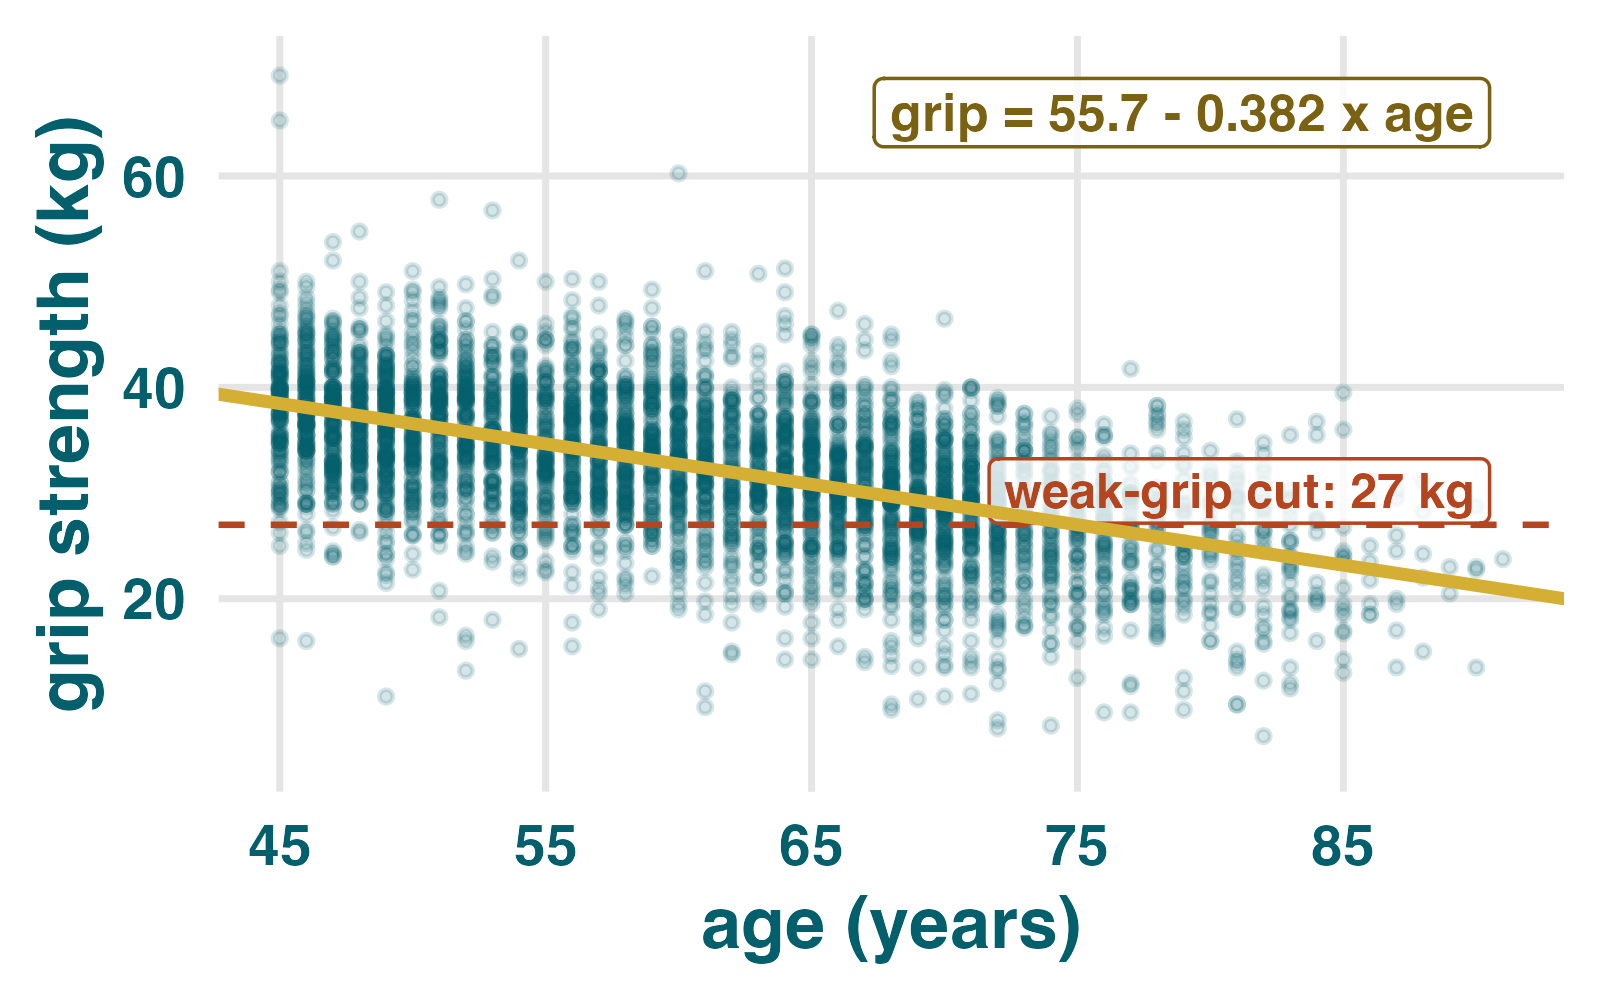 grip = 55.7 - 0.382 x age
weak-grip cut: 27 kg
grip strength (kg)
60
40
20
45 55 65 75 85
age (years)